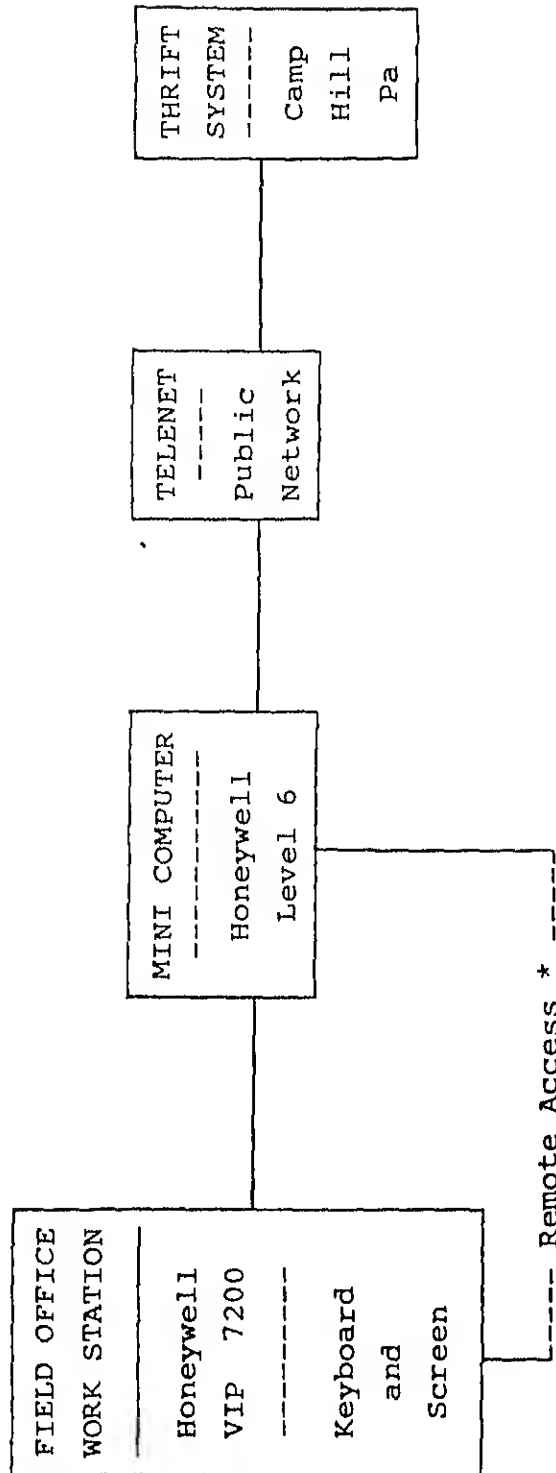 FIELD OFFICE
WORK STATION
Honeywell
VIP 7200
--------
Keyboard
and
Screen
MINI COMPUTER
-------------
Honeywell
Level 6
TELENET
-----
Public
Network
THRIFT
SYSTEM
------
Camp
Hill
Pa
----- Remote Access * -----